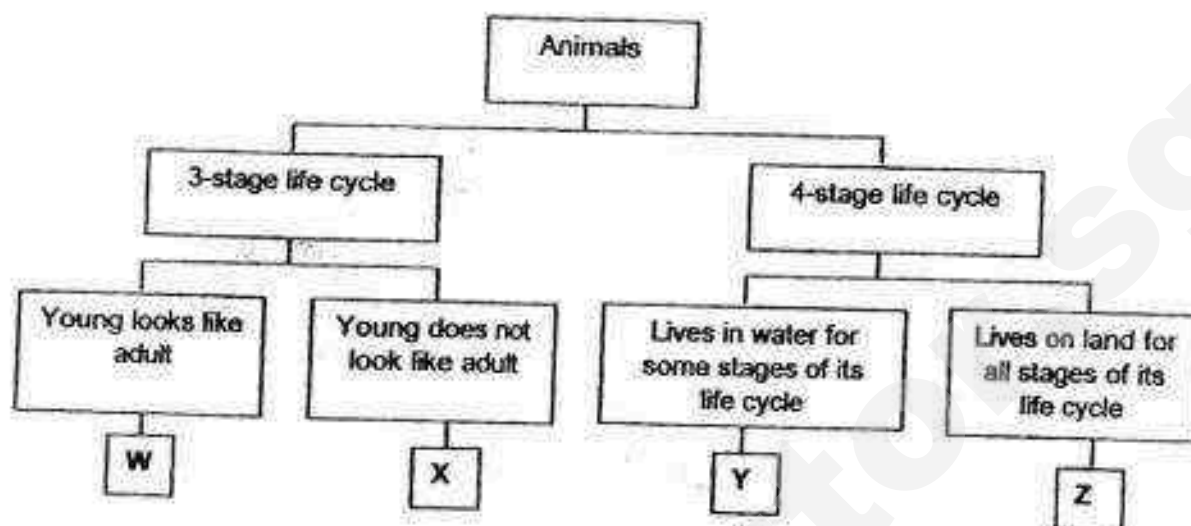 Animals
3-stage life cycle
4-stage life cycle
Young looks like
adult
Young does not
look like adult
Lives in water for
some stages of its
life cycle
Lives on land for
all stages of its
life cycle
W
X
Y
Z